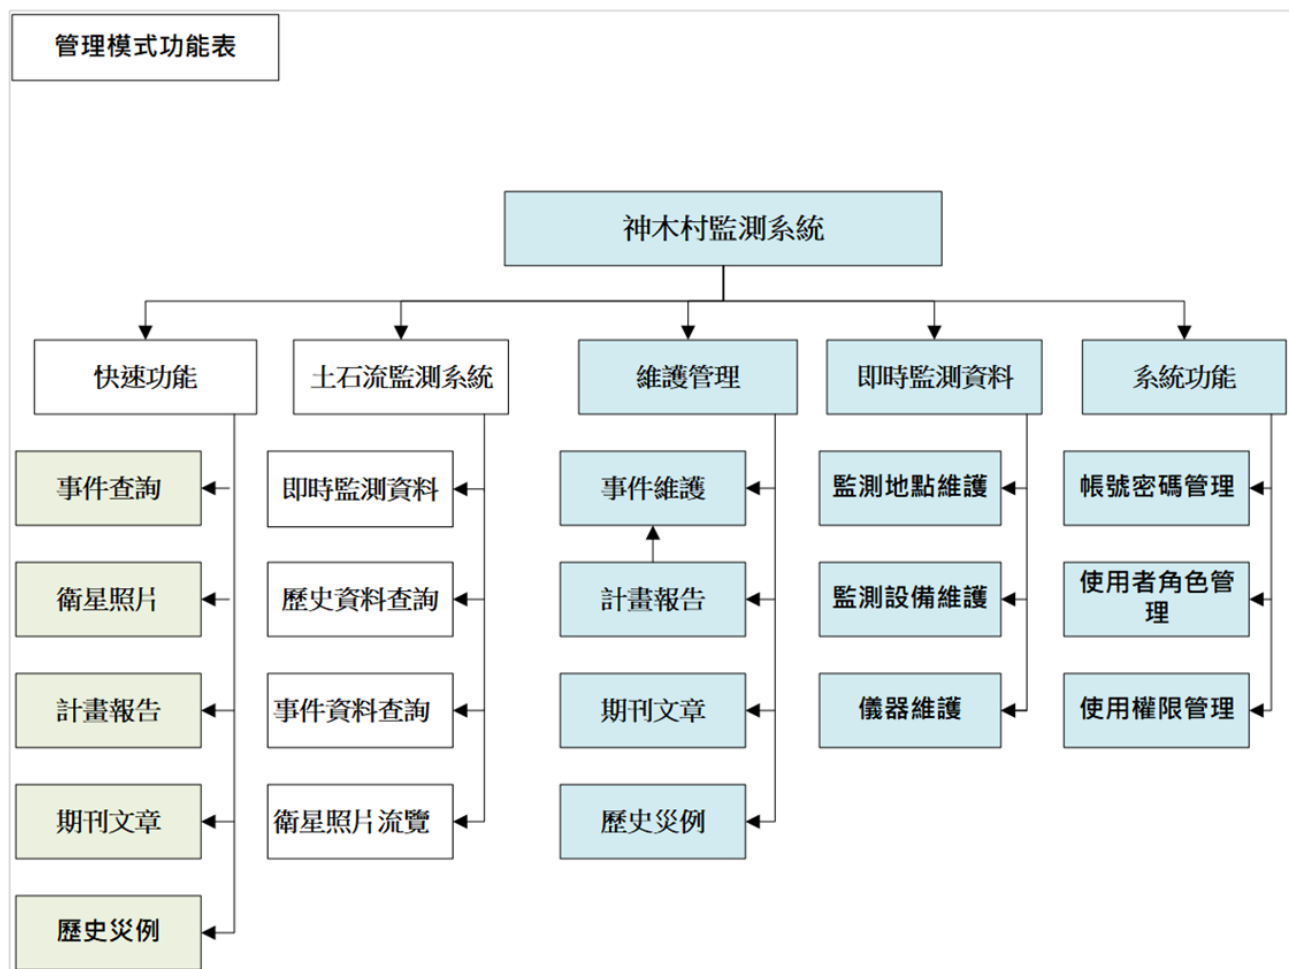 管理模式功能表
神木村監測系統
快速功能
土石流監測系統
維護管理
即時監測資料
系統功能
事件查詢
即時監測資料
事件維護
監測地點維護
帳號密碼管理
衛星照片
歷史資料查詢
計畫報告
監測設備維護
使用者角色管
理
計畫報告
事件資料查詢
期刊文章
儀器維護
使用權限管理
期刊文章
衛星照片流覽
歷史災例
歷史災例